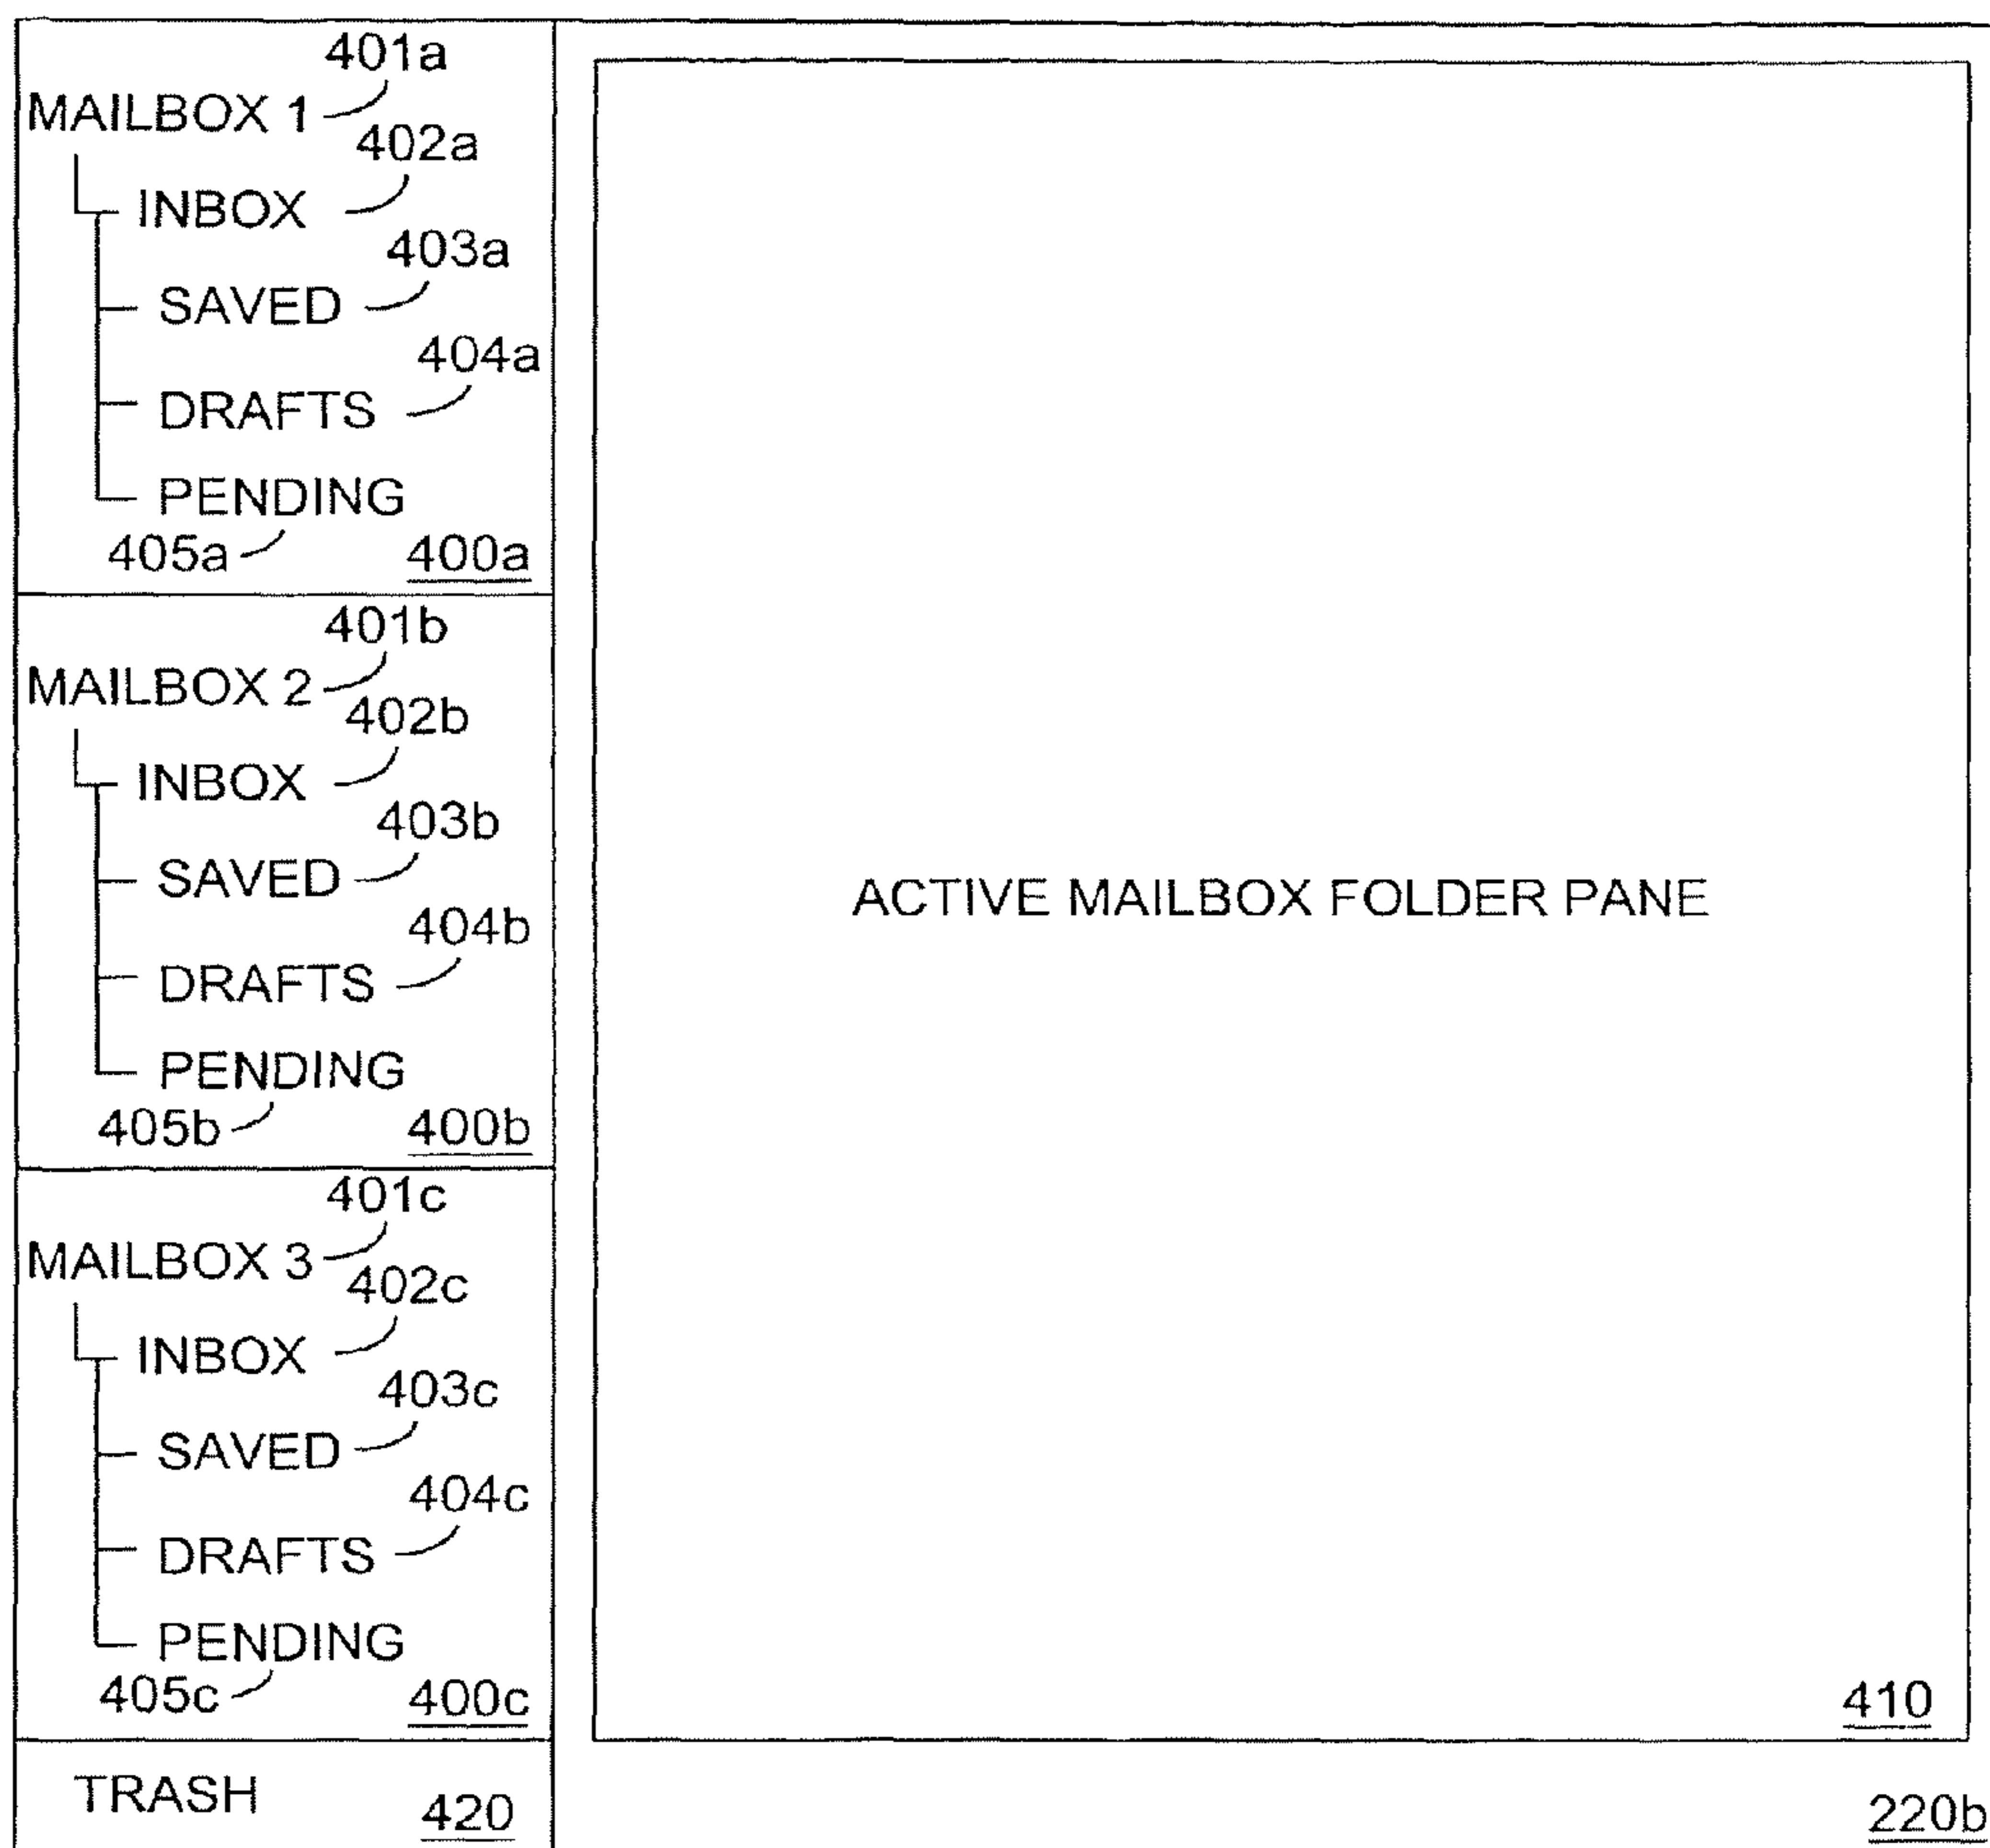 401a
MAILBOX 1
402a
INBOX
403a
SAVED
404a
DRAFTS
PENDING
405a
400a
401b
MAILBOX 2
402b
INBOX
403b
SAVED
404b
DRAFTS
PENDING
405b
400b
401c
MAILBOX 3
402c
INBOX
403c
SAVED
404c
DRAFTS
PENDING
405c
400c
TRASH
420
ACTIVE MAILBOX FOLDER PANE
410
220b